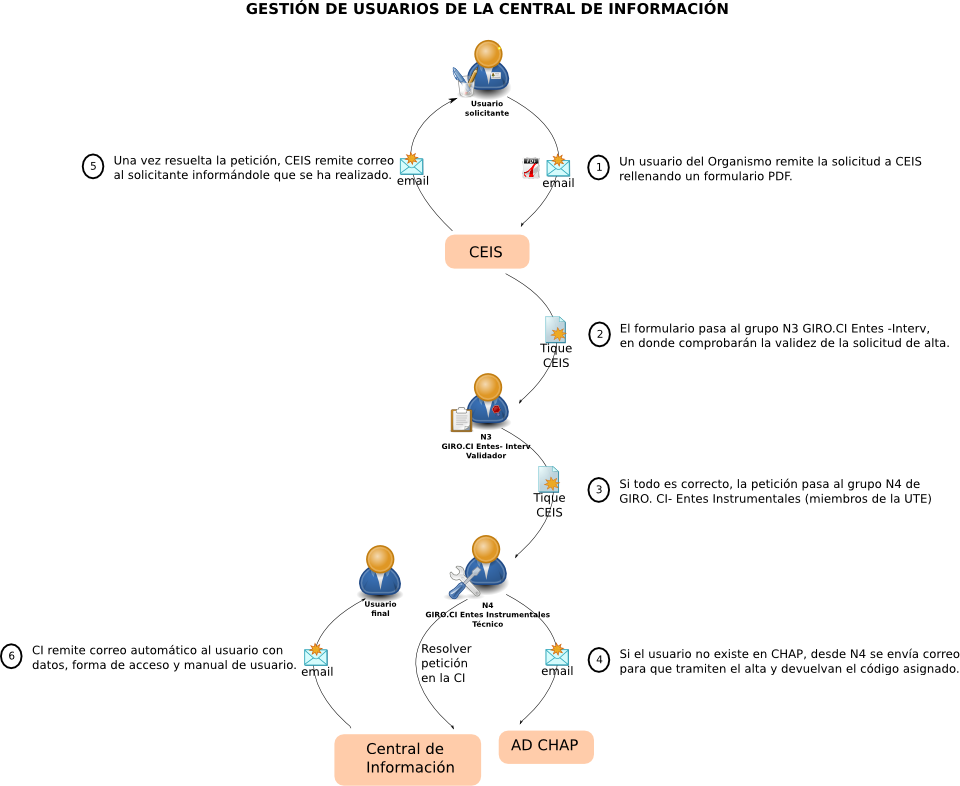 GESTIÓN DE USUARIOS DE LA CENTRAL DE INFORMACIÓN
Usuario
solicitante
5
Una vez resuelta la petición, CEIS remite correo
al solicitante informándole que se ha realizado.
email
PDF
email
1
Un usuario del Organismo remite la solicitud a CEIS
rellenando un formulario PDF.
CEIS
Tique
CEIS
2
El formulario pasa al grupo N3 GIRO.CI Entes -Interv,
en donde comprobarán la validez de la solicitud de alta.
N3
GIRO.CI Entes- Interv
Validador
Tique
CEIS
3
Si todo es correcto, la petición pasa al grupo N4 de
GIRO. CI- Entes Instrumentales (miembros de la UTE)
Usuario
final
N4
GIRO.CI Entes Instrumentales
Técnico
6
CI remite correo automático al usuario con
datos, forma de acceso y manual de usuario.
email
Resolver
petición
en la CI
email
4
Si el usuario no existe en CHAP, desde N4 se envía correo
para que tramiten el alta y devuelvan el código asignado.
Central de
Información
AD CHAP